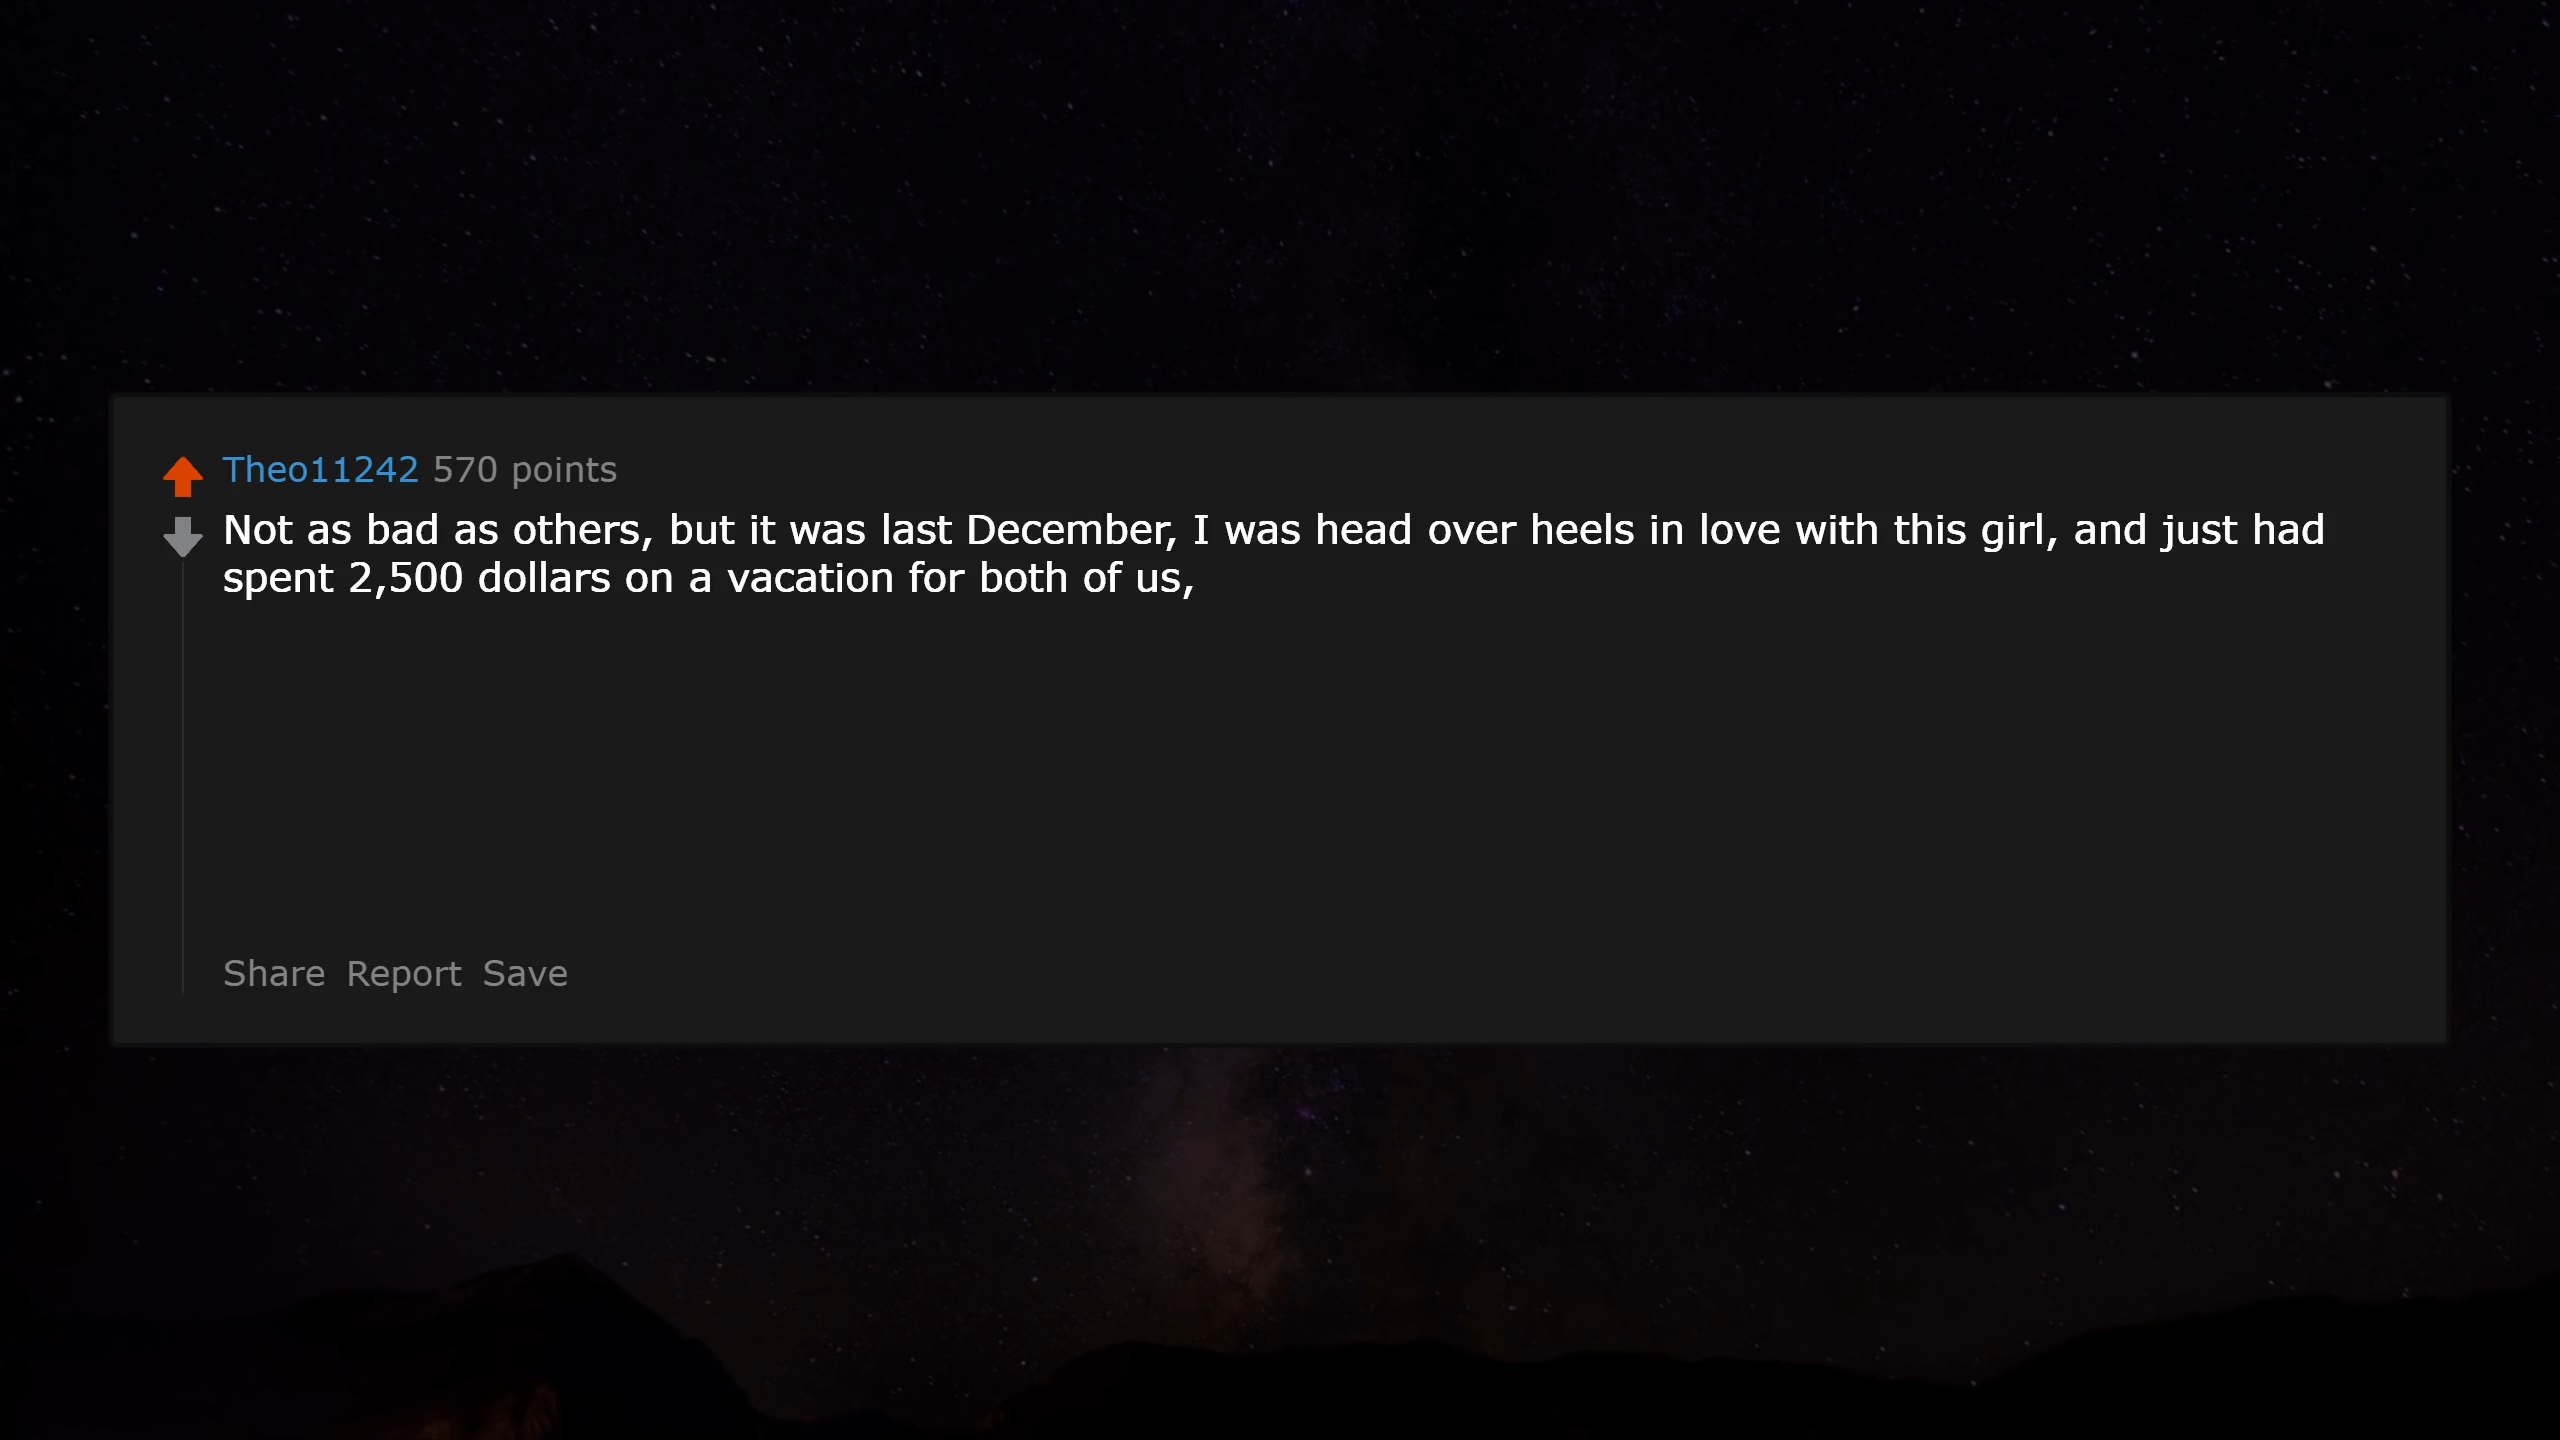 Theo11242 570 points
Not as bad as others, but it was last December, I was head over heels in love with this girl, and just had
spent 2,500 dollars on a vacation for both of us,
Share Report Save